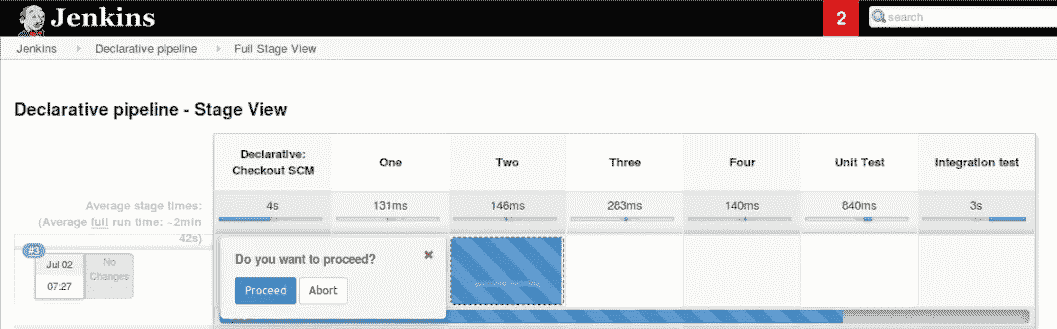 Jenkins
2
search
Jenkins
Declarative pipeline
Full Stage View
Declarative pipeline - Stage View
Declarative:
Checkout SCM
One
Two
Three
Four
Unit Test
Integration test
Average stage times:
(Average full run time: ~2min
42s)
4s
131ms
146ms
283ms
140ms
840ms
3s
#3
Jul 02
07:27
No
Changes
Do you want to proceed?
Proceed
Abort